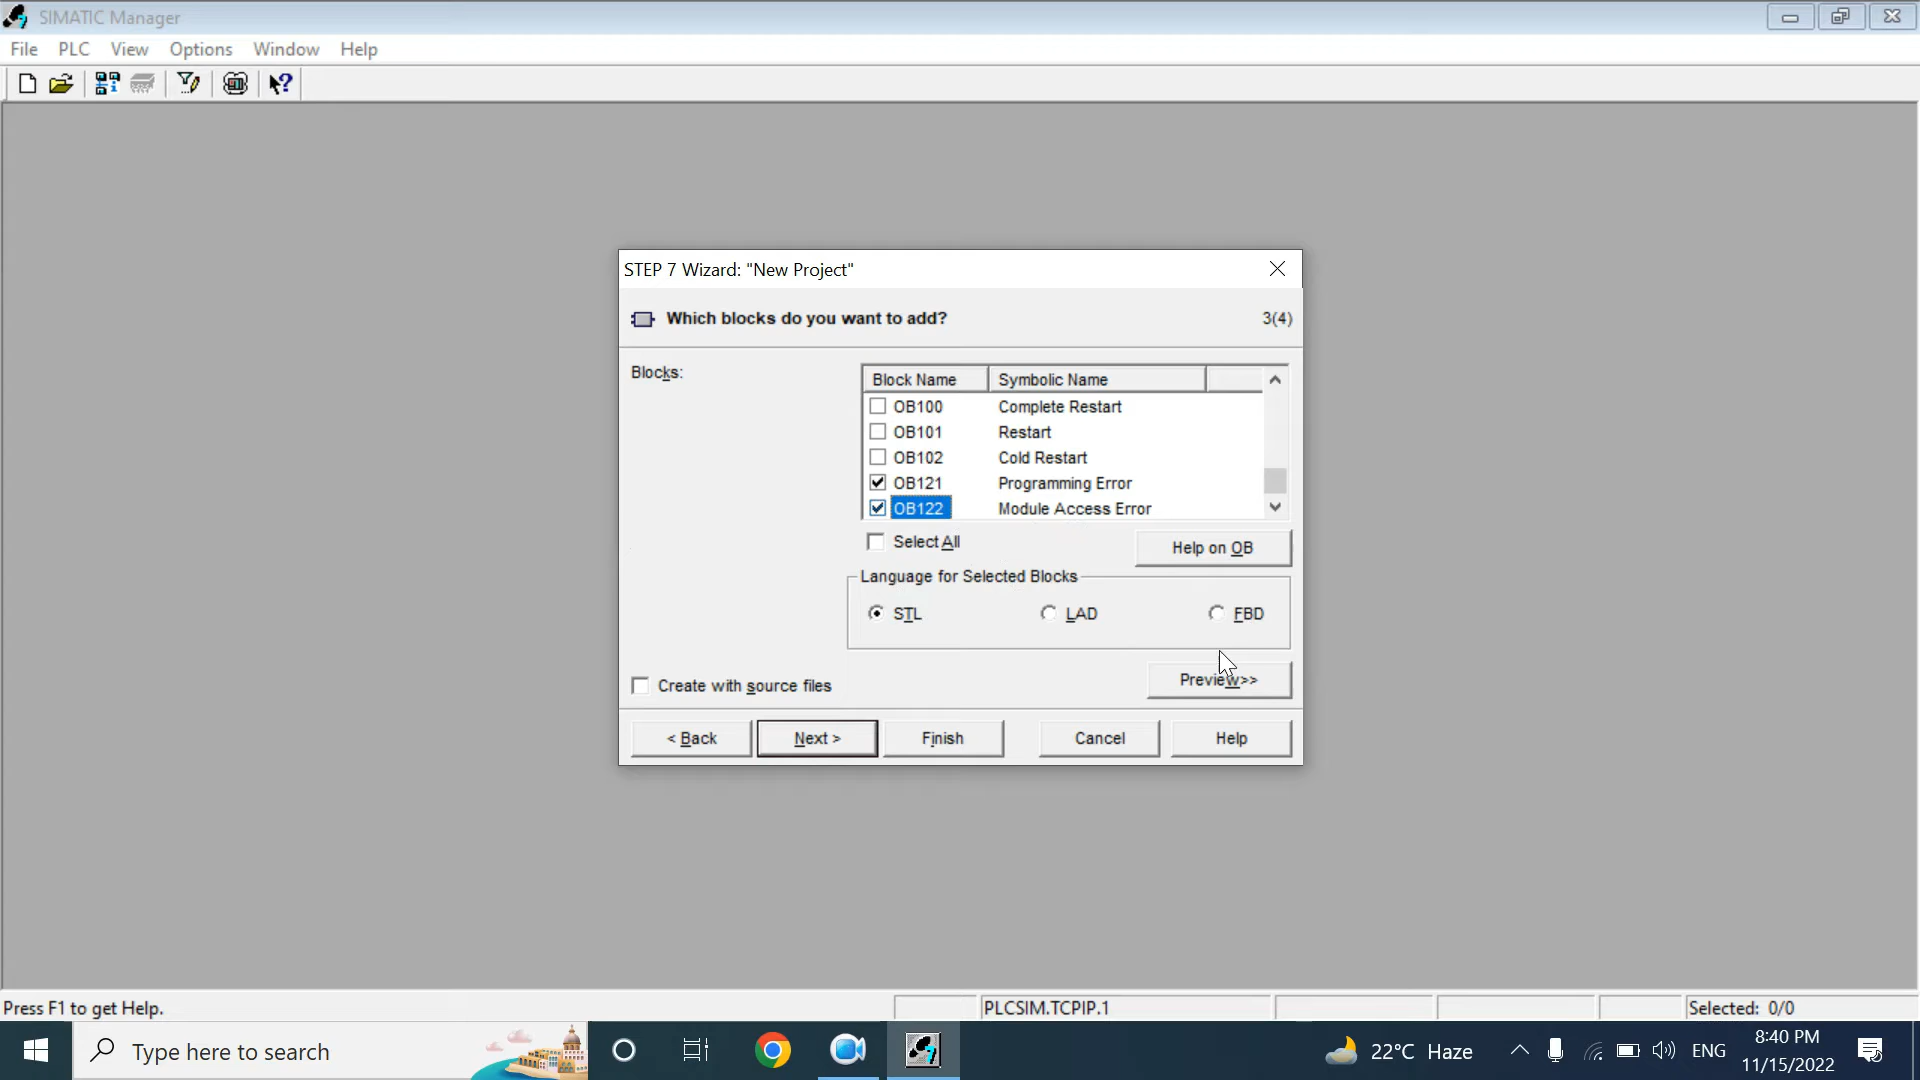 SIMATIC Manager
File PLC View Options Window Help
STEP 7 Wizard: "New Project"
Which blocks do you want to add? 3(4)
Blocks:
Block Name Symbolic Name
OB100 Complete Restart
OB101 Restart
OB102 Cold Restart
OB121 Programming Error
OB122 Module Access Error
Select All
Help on OB
Language for Selected Blocks
STL LAD FBD
Create with source files
Preview>>
< Back Next > Finish Cancel Help
Press F1 to get Help. PLCSIM.TCPIP.1 Selected: 0/0
Type here to search
22°C Haze
ENG
8:40 PM
11/15/2022